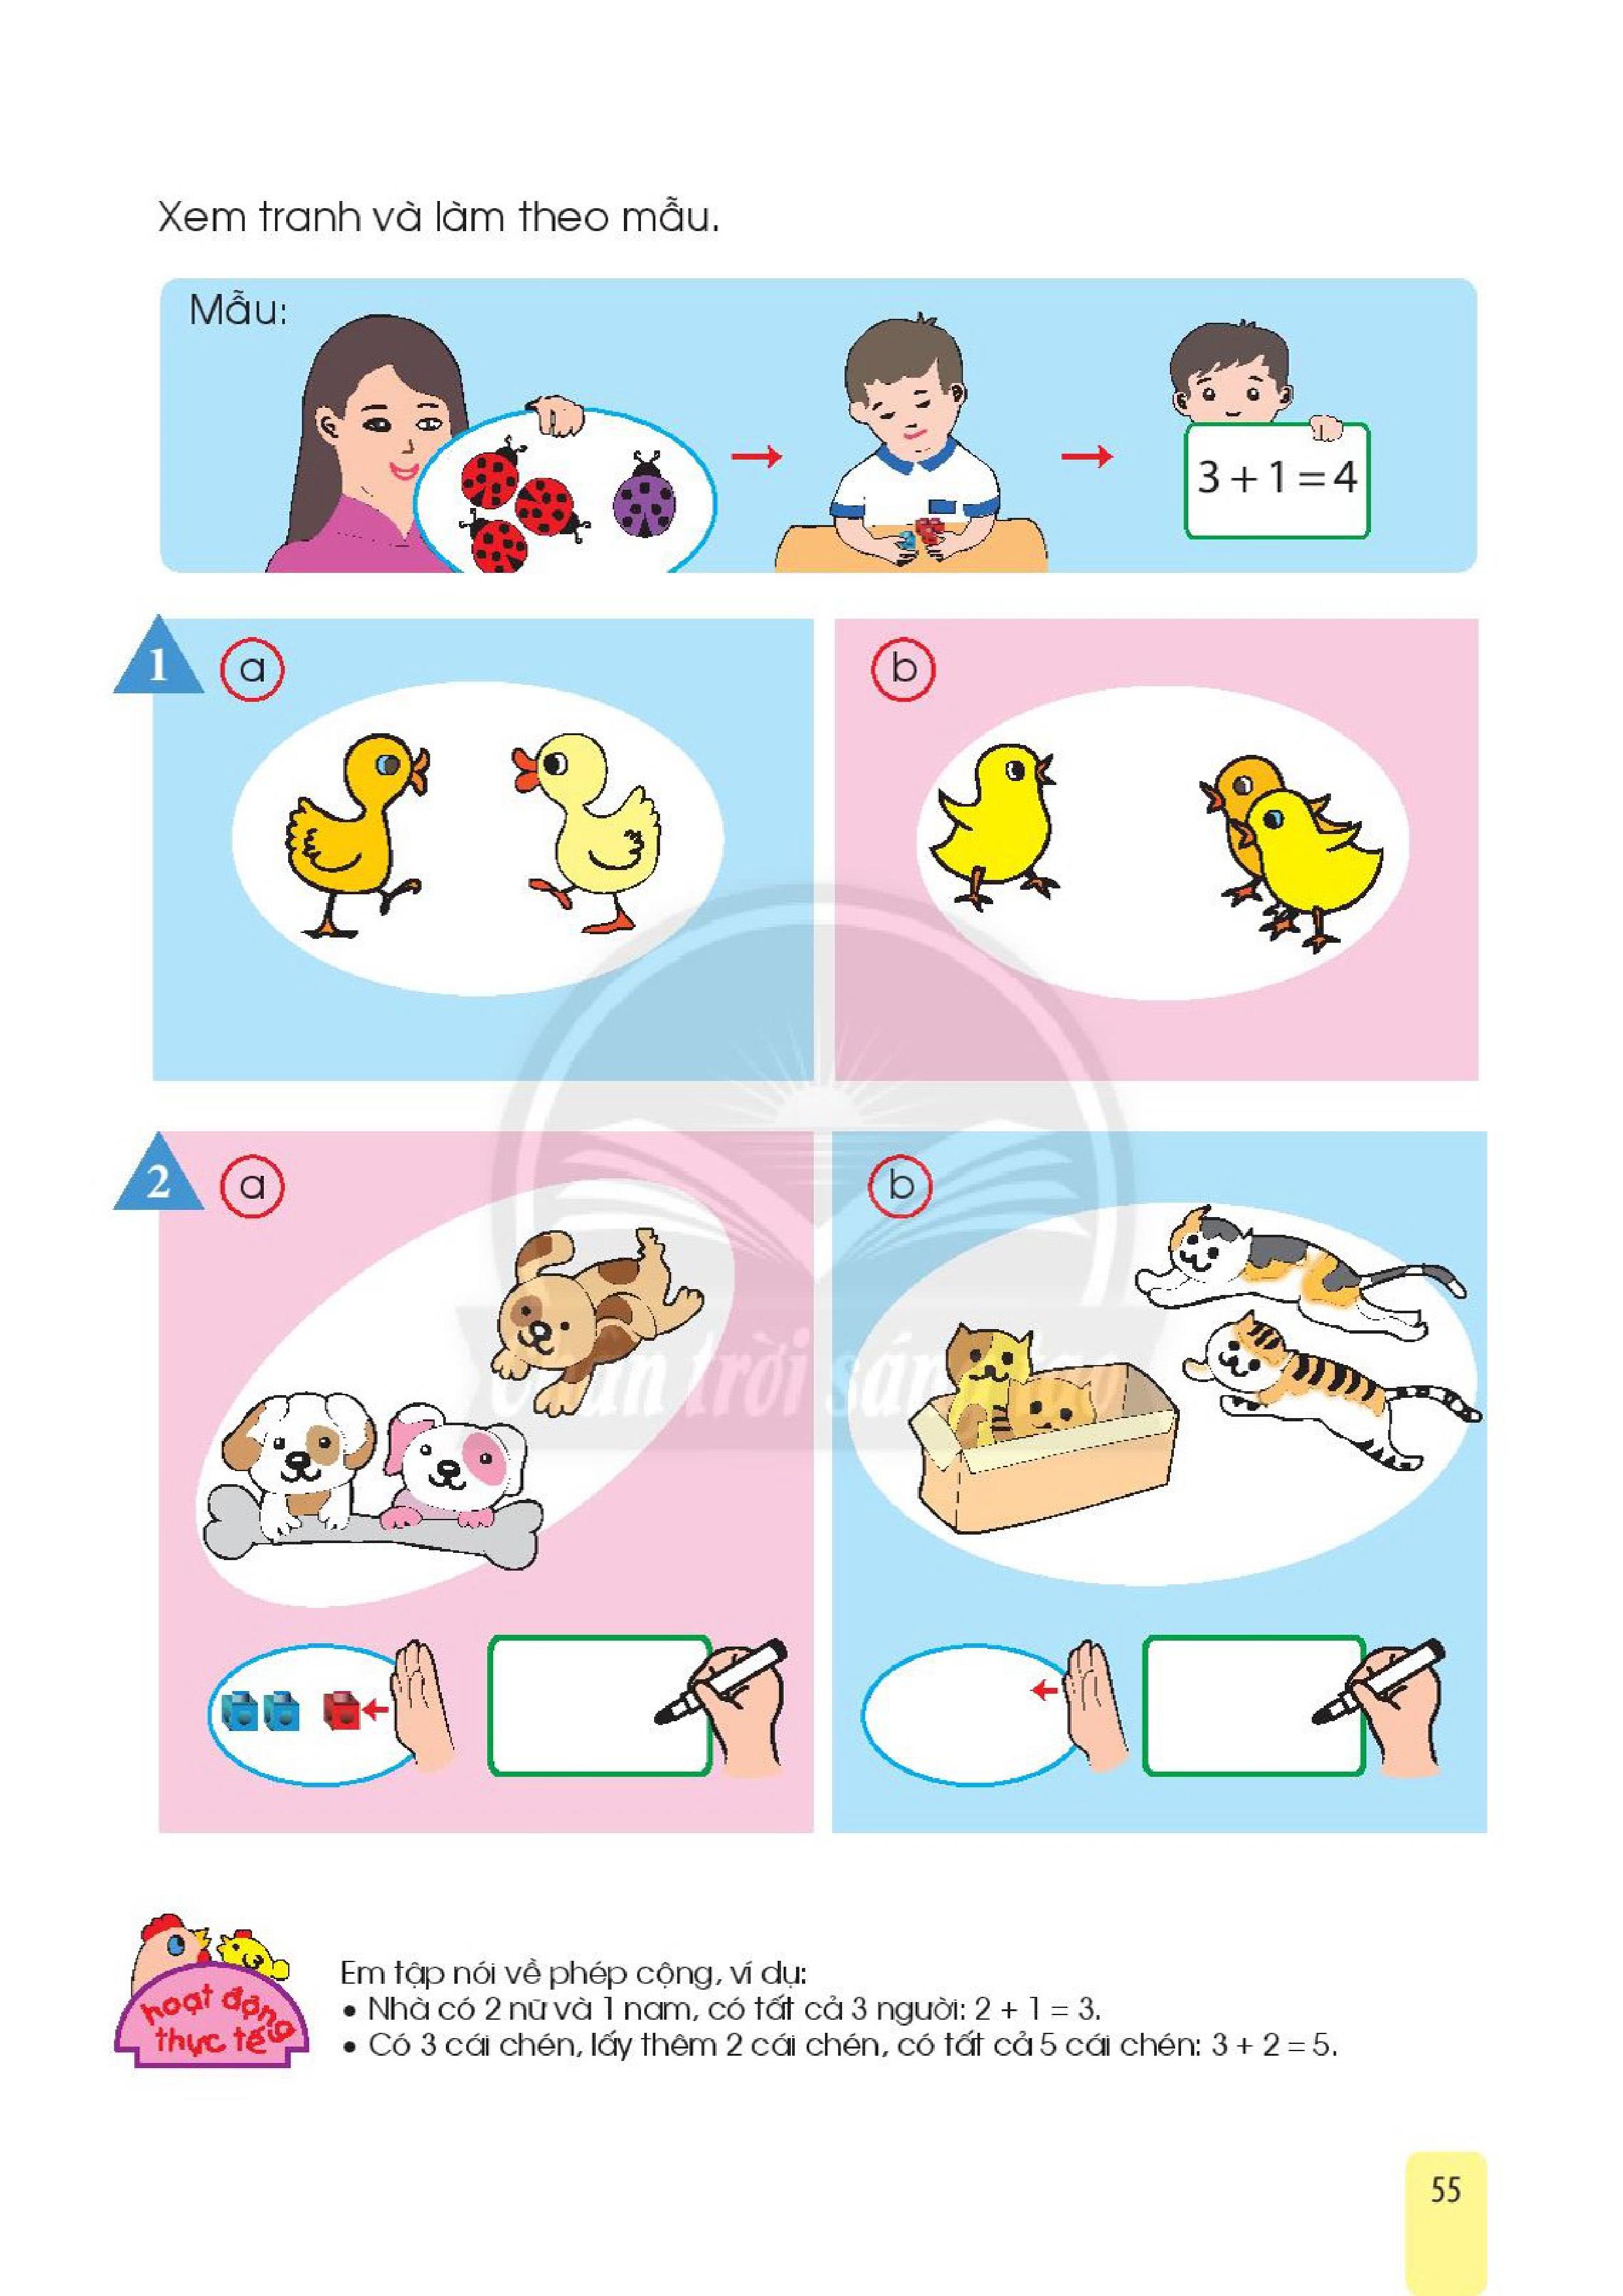 Xem tranh và làm theo mẫu.
Mẫu:
3 + 1 = 4
1
a
b
2
a
b
Chân trời sáng tạo
hoạt động
thực tế
Em tập nói về phép cộng, ví dụ:
• Nhà có 2 nữ và 1 nam, có tất cả 3 người: 2 + 1 = 3.
• Có 3 cái chén, lấy thêm 2 cái chén, có tất cả 5 cái chén: 3 + 2 = 5.
55